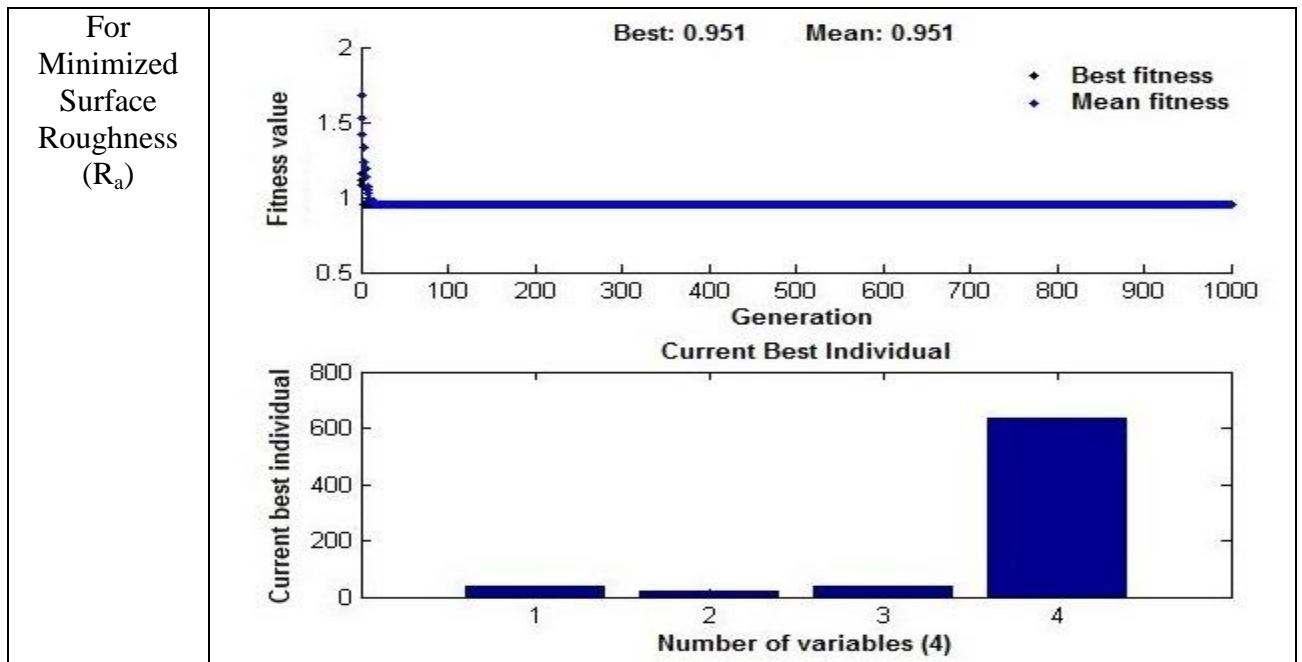 For
Minimized
Surface
Roughness
(Ra)
Best: 0.951 Mean: 0.951
Best fitness
Mean fitness
Fitness value
2
1.5
1
0.5
0 100 200 300 400 500 600 700 800 900 1000
Generation
Current Best Individual
Current best individual
800
600
400
200
0
1 2 3 4
Number of variables (4)